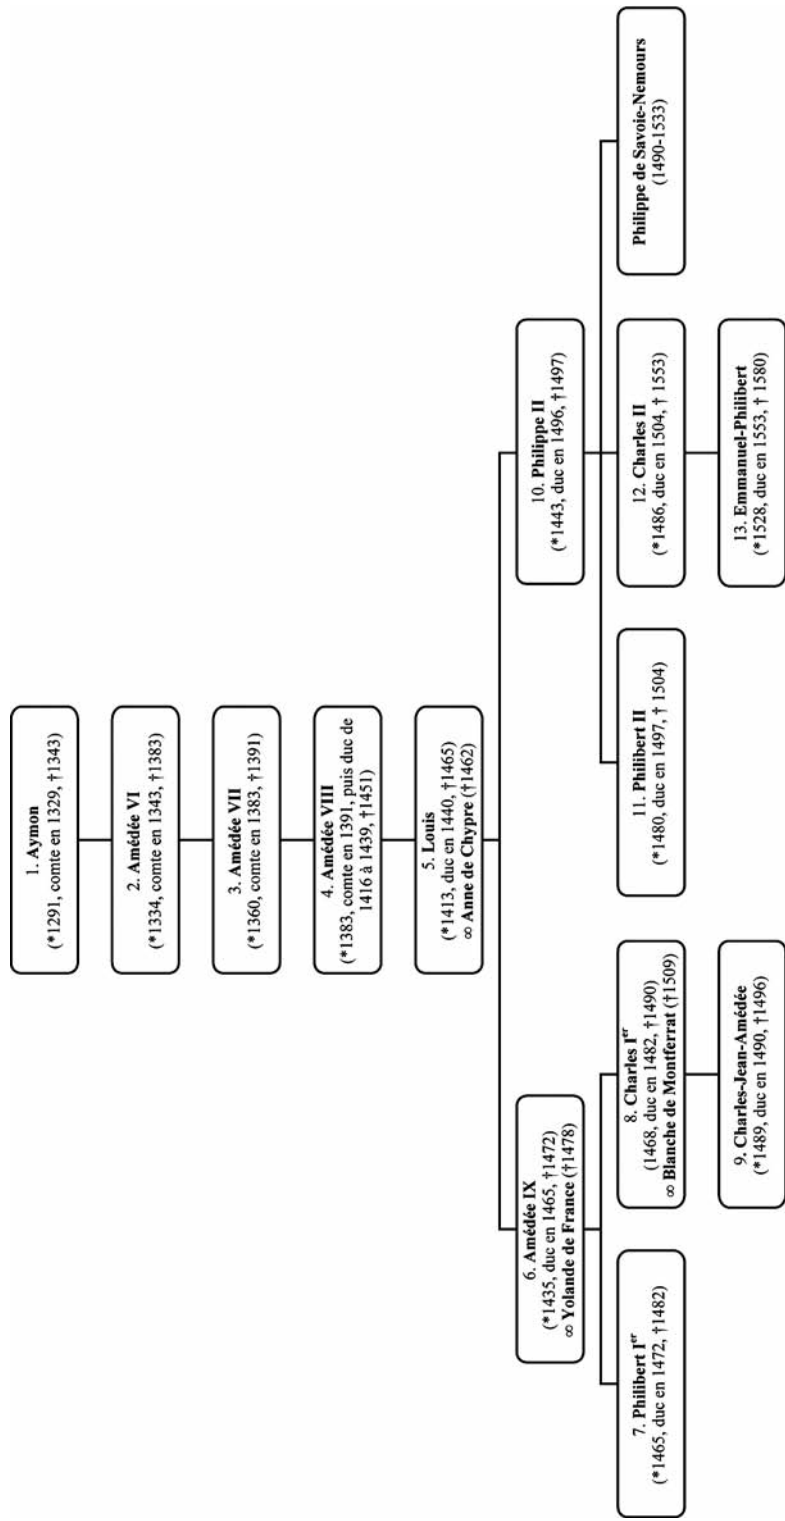 1. Aymon
(*1291, comte en 1329, †1343)
2. Amédée VI
(*1334, comte en 1343, †1383)
3. Amédée VII
(*1360, comte en 1383, †1391)
4. Amédée VIII
(*1383, comte en 1391, puis duc de
1416 à 1439, †1451)
5. Louis
(*1413, duc en 1440, †1465)
∞ Anne de Chypre (†1462)
6. Amédée IX
(*1435, duc en 1465, †1472)
∞ Yolande de France (†1478)
10. Philippe II
(*1443, duc en 1496, †1497)
7. Philibert Ier
(*1465, duc en 1472, †1482)
8. Charles Ier
(1468, duc en 1482, †1490)
∞ Blanche de Montferrat (†1509)
11. Philibert II
(*1480, duc en 1497, † 1504)
12. Charles II
(*1486, duc en 1504, † 1553)
Philippe de Savoie-Nemours
(1490-1533)
9. Charles-Jean-Amédée
(*1489, duc en 1490, †1496)
13. Emmanuel-Philibert
(*1528, duc en 1553, † 1580)